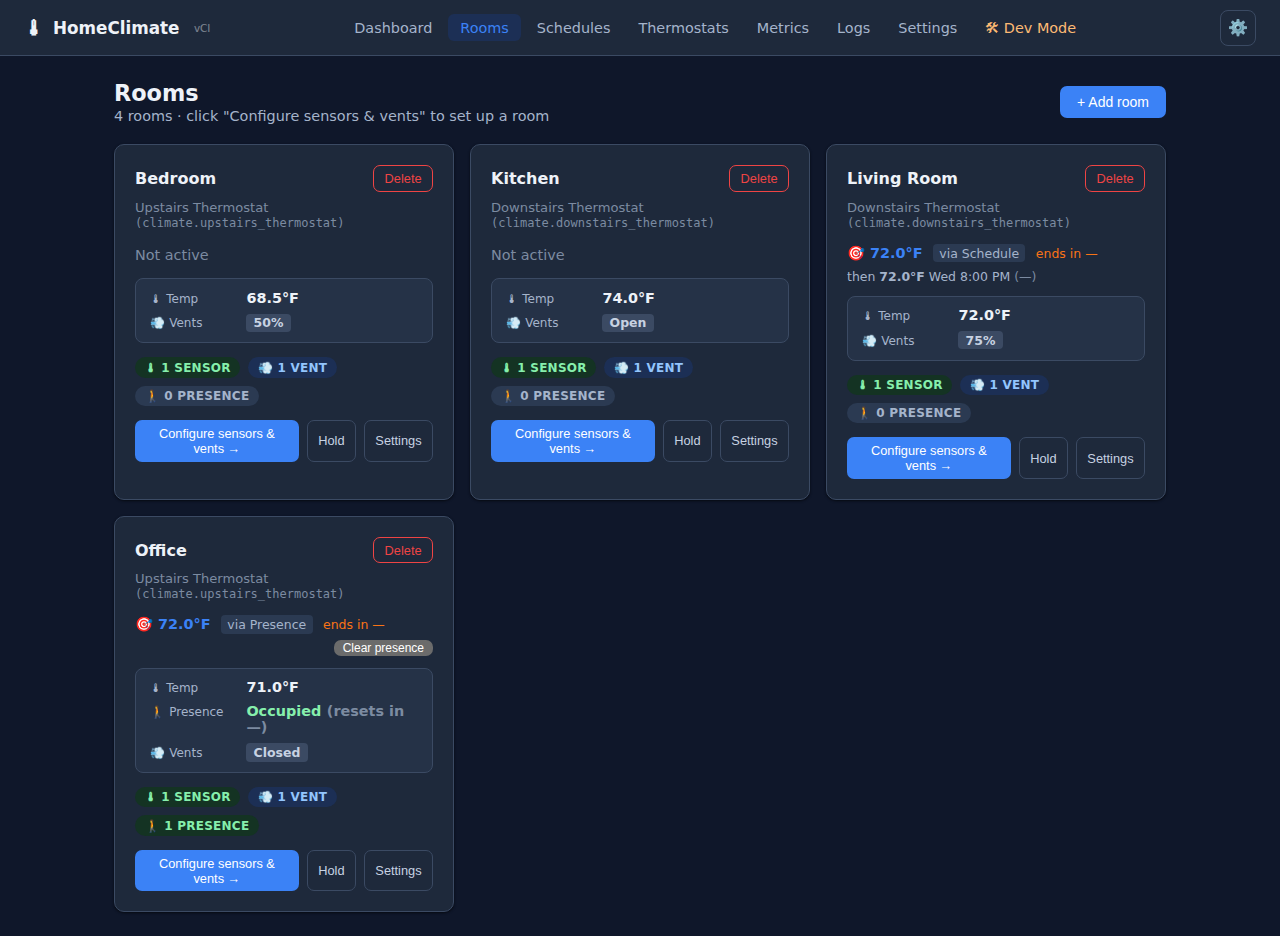 HomeClimate vCI Dashboard Rooms Schedules Thermostats Metrics Logs Settings Dev Mode
Rooms
4 rooms · click "Configure sensors & vents" to set up a room
+ Add room
Bedroom
Delete
Upstairs Thermostat
(climate.upstairs_thermostat)
Not active
Temp 68.5°F
Vents 50%
1 SENSOR 1 VENT
0 PRESENCE
Configure sensors &
vents →
Hold
Settings
Kitchen
Delete
Downstairs Thermostat
(climate.downstairs_thermostat)
Not active
Temp 74.0°F
Vents Open
1 SENSOR 1 VENT
0 PRESENCE
Configure sensors &
vents →
Hold
Settings
Living Room
Delete
Downstairs Thermostat
(climate.downstairs_thermostat)
72.0°F via Schedule ends in —
then 72.0°F Wed 8:00 PM (—)
Temp 72.0°F
Vents 75%
1 SENSOR 1 VENT
0 PRESENCE
Configure sensors &
vents →
Hold
Settings
Office
Delete
Upstairs Thermostat
(climate.upstairs_thermostat)
72.0°F via Presence ends in —
Clear presence
Temp 71.0°F
Presence Occupied (resets in
—)
Vents Closed
1 SENSOR 1 VENT
1 PRESENCE
Configure sensors &
vents →
Hold
Settings